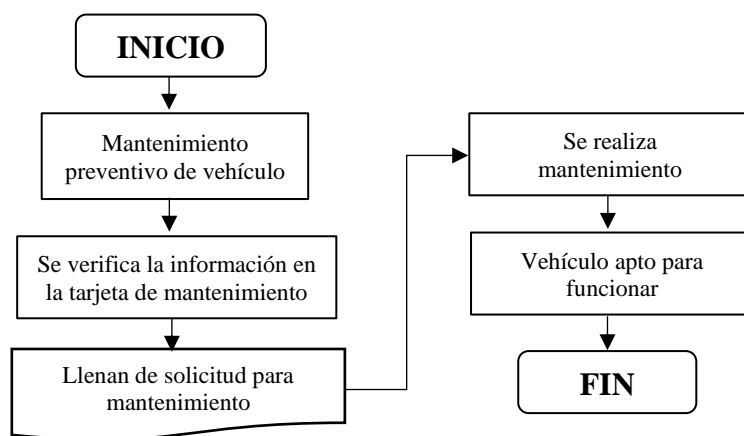 INICIO
Mantenimiento
preventivo de vehículo
Se verifica la información en
la tarjeta de mantenimiento
Llenan de solicitud para
mantenimiento
Se realiza
mantenimiento
Vehículo apto para
funcionar
FIN